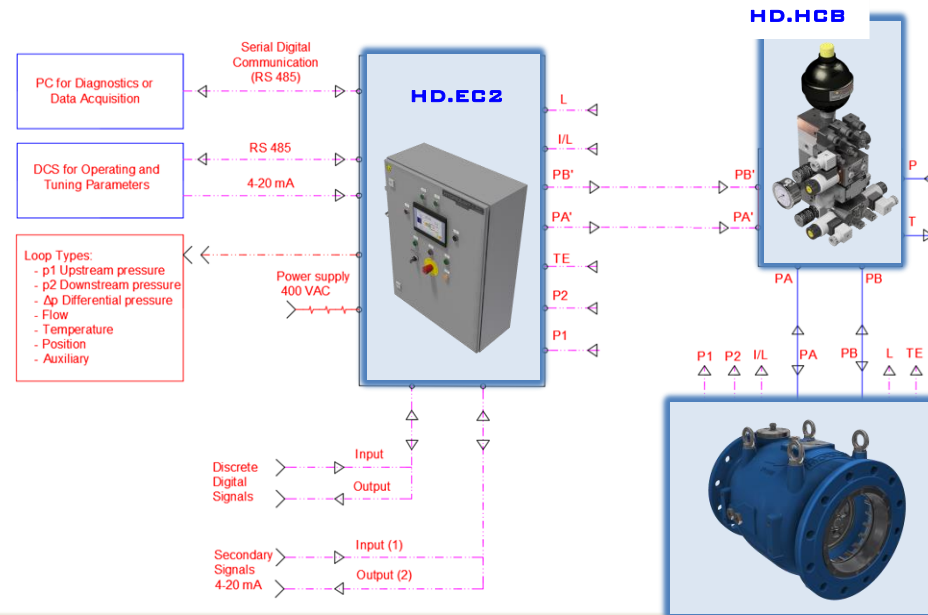 HD.HCB
Serial Digital
Communication
(RS 485)
PC for Diagnostics or
Data Acquisition
HD.EC2
L
RS 485
I/L
DCS for Operating and
Tuning Parameters
4-20 mA
PB'
PB'
P
PA'
PA'
T
Loop Types:
- p1 Upstream pressure
- p2 Downstream pressure
- Δp Differential pressure
- Flow
- Temperature
- Position
- Auxiliary
Power supply
400 VAC
TE
P2
P1
PA
PB
P1
P2
I/L
PA
PB
L
TE
Discrete
Digital
Signals
Input
Output
Secondary
Signals
4-20 mA
Input (1)
Output (2)